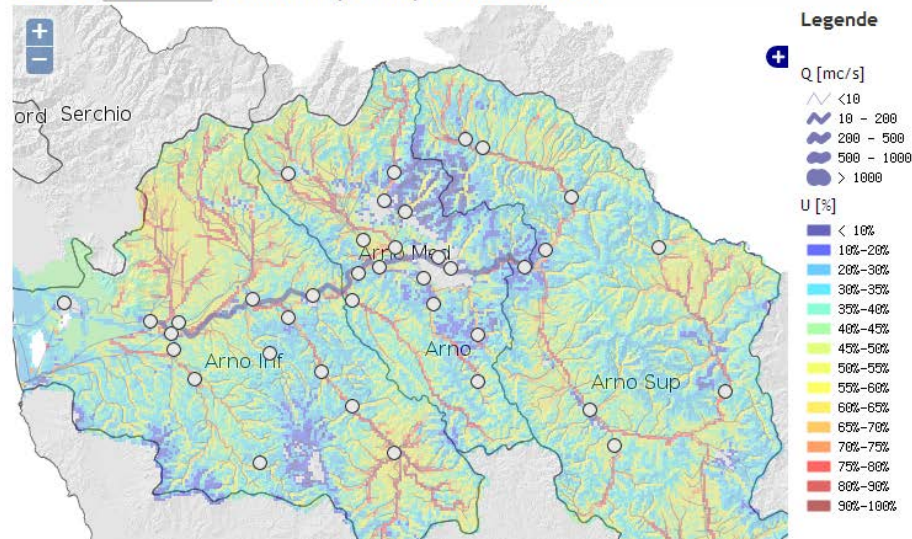 +
−
ord Serchio
Arno Med
Arno Inf
Arno
Arno Sup
+
Legende
Q [mc/s]
<10
10 - 200
200 - 500
500 - 1000
> 1000
U [%]
< 10%
10%-20%
20%-30%
30%-35%
35%-40%
40%-45%
45%-50%
50%-55%
55%-60%
60%-65%
65%-70%
70%-75%
75%-80%
80%-90%
90%-100%